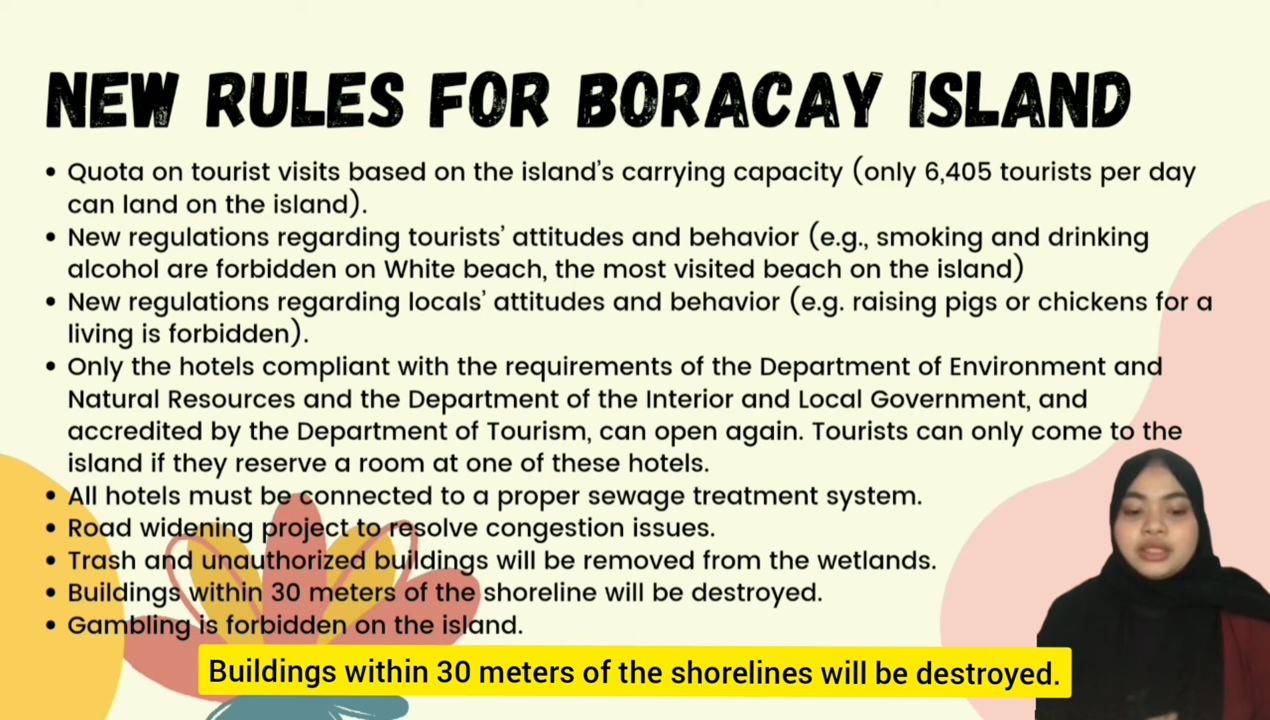 NEW RULES FOR BORACAY ISLAND
• Quota on tourist visits based on the island's carrying capacity (only 6,405 tourists per day
can land on the island).
• New regulations regarding tourists' attitudes and behavior (e.g., smoking and drinking
alcohol are forbidden on White beach, the most visited beach on the island)
• New regulations regarding locals' attitudes and behavior (e.g. raising pigs or chickens for a
living is forbidden).
• Only the hotels compliant with the requirements of the Department of Environment and
Natural Resources and the Department of the Interior and Local Government, and
accredited by the Department of Tourism, can open again. Tourists can only come to the
island if they reserve a room at one of these hotels.
• All hotels must be connected to a proper sewage treatment system.
• Road widening project to resolve congestion issues.
• Trash and unauthorized buildings will be removed from the wetlands.
• Buildings within 30 meters of the shoreline will be destroyed.
• Gambling is forbidden on the island.
Buildings within 30 meters of the shorelines will be destroyed.